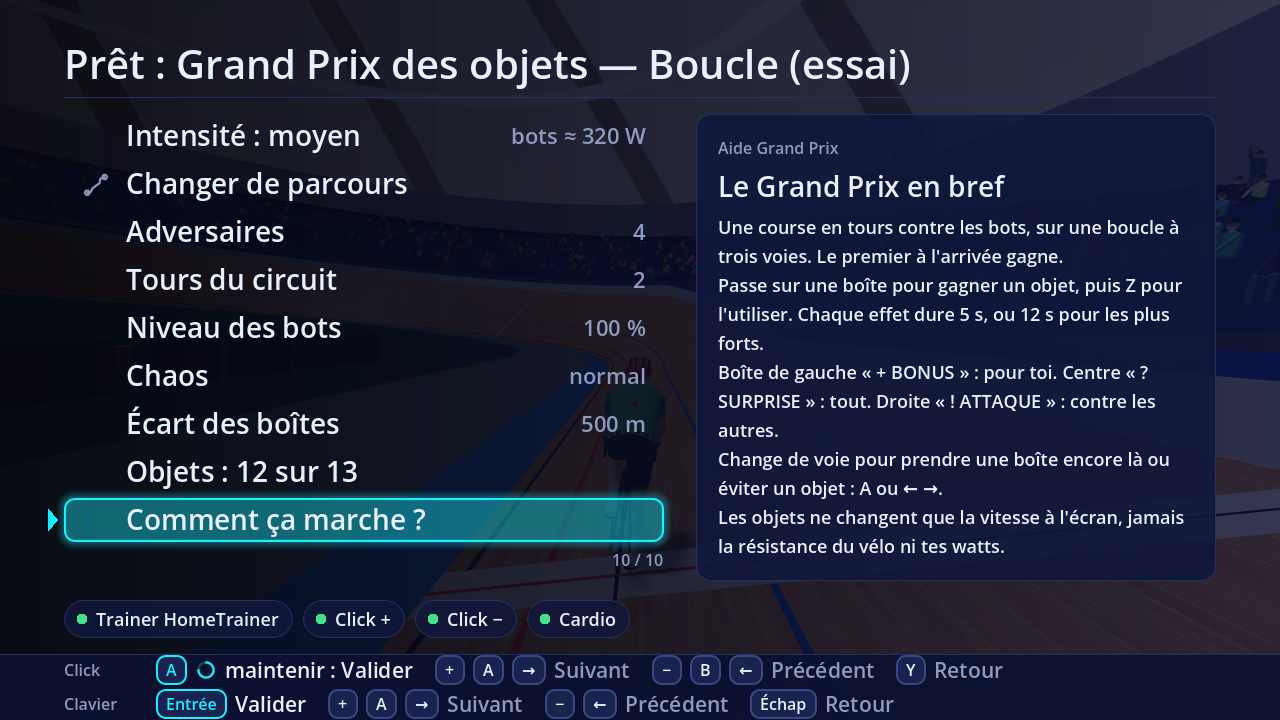 Prêt : Grand Prix des objets — Boucle (essai)
Intensité : moyen bots ≈ 320 W
Changer de parcours
Adversaires 4
Tours du circuit 2
Niveau des bots 100 %
Chaos normal
Écart des boîtes 500 m
Objets : 12 sur 13
Comment ça marche ?
10 / 10
Aide Grand Prix
Le Grand Prix en bref
Une course en tours contre les bots, sur une boucle à
trois voies. Le premier à l'arrivée gagne.
Passe sur une boîte pour gagner un objet, puis Z pour
l'utiliser. Chaque effet dure 5 s, ou 12 s pour les plus
forts.
Boîte de gauche « + BONUS » : pour toi. Centre « ?
SURPRISE » : tout. Droite « ! ATTAQUE » : contre les
autres.
Change de voie pour prendre une boîte encore là ou
éviter un objet : A ou ← →.
Les objets ne changent que la vitesse à l'écran, jamais
la résistance du vélo ni tes watts.
Trainer HomeTrainer Click + Click − Cardio
Click A maintenir : Valider + A → Suivant − B ← Précédent Y Retour
Clavier Entrée Valider + A → Suivant − ← Précédent Échap Retour